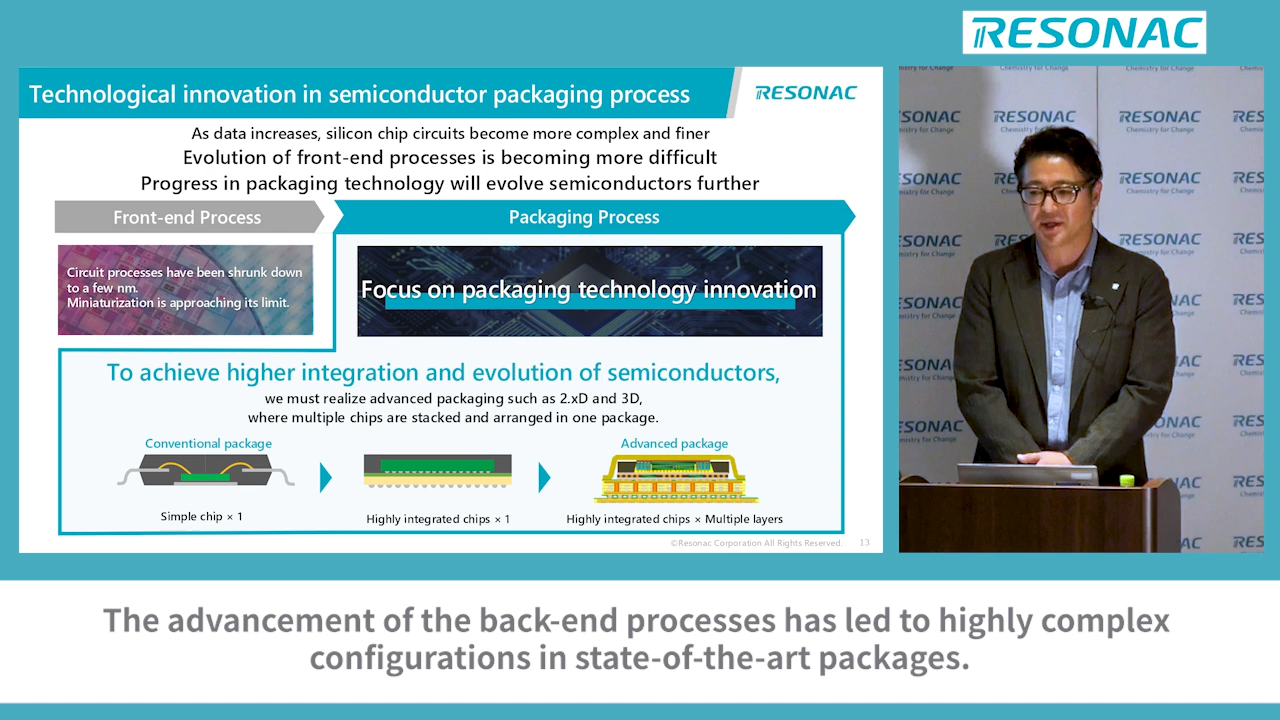 RESONAC
Technological innovation in semiconductor packaging process
RESONAC
As data increases, silicon chip circuits become more complex and finer
Evolution of front-end processes is becoming more difficult
Progress in packaging technology will evolve semiconductors further
Front-end Process
Packaging Process
Circuit processes have been shrunk down
to a few nm.
Miniaturization is approaching its limit.
Focus on packaging technology innovation
To achieve higher integration and evolution of semiconductors,
we must realize advanced packaging such as 2.xD and 3D,
where multiple chips are stacked and arranged in one package.
Conventional package
Advanced package
Simple chip × 1
Highly integrated chips × 1
Highly integrated chips × Multiple layers
©Resonac Corporation All Rights Reserved.
13
RESONAC
Chemistry for Change
RESONAC
Chemistry for Change
The advancement of the back-end processes has led to highly complex
configurations in state-of-the-art packages.